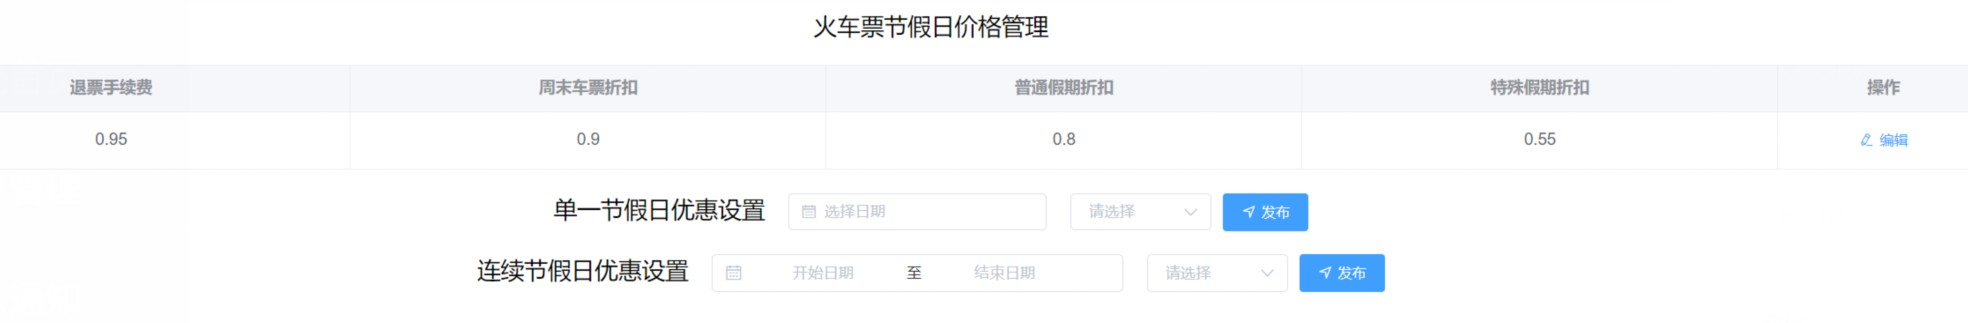 火车票节假日价格管理
退票手续费 周末车票折扣 普通假期折扣 特殊假期折扣 操作
0.95 0.9 0.8 0.55 编辑
单一节假日优惠设置 选择日期 请选择 发布
连续节假日优惠设置 开始日期 至 结束日期 请选择 发布